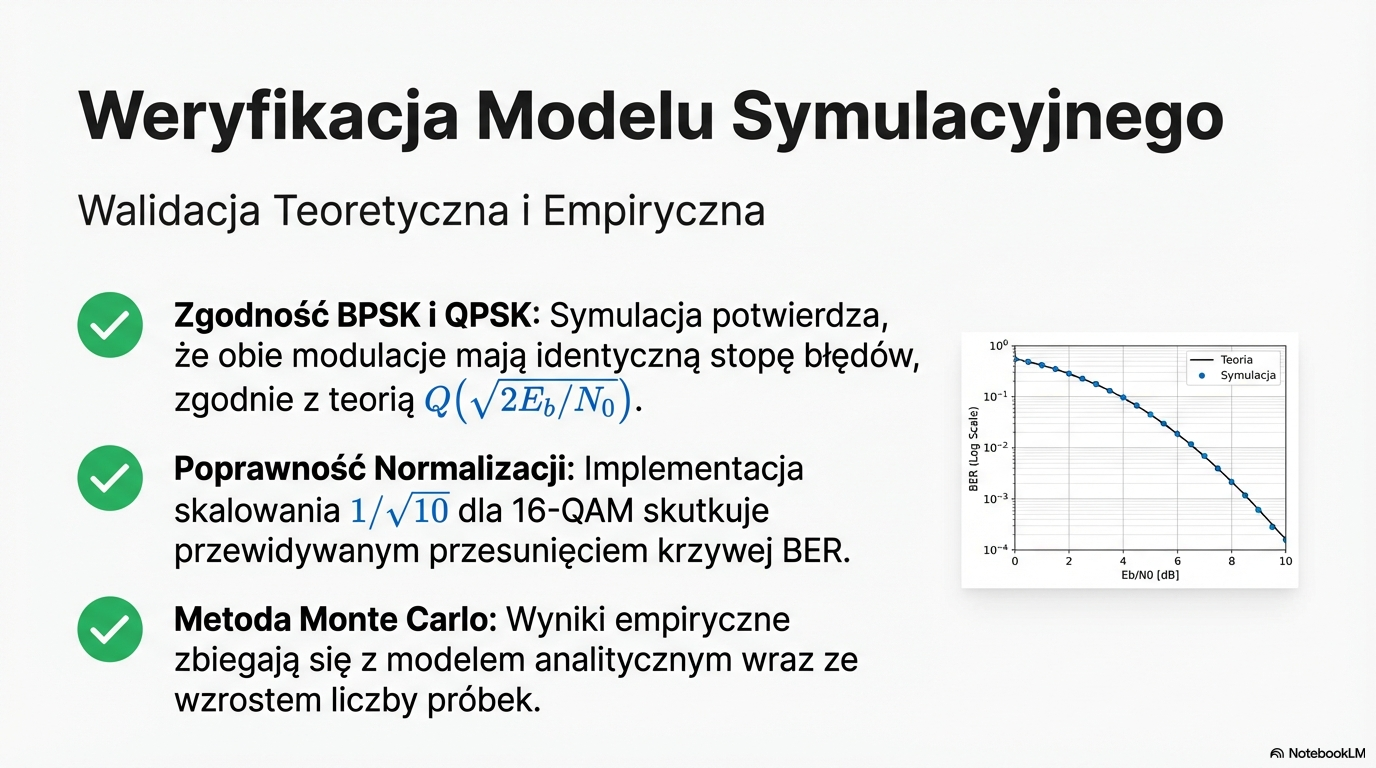 Weryfikacja Modelu Symulacyjnego
Walidacja Teoretyczna i Empiryczna
Zgodność BPSK i QPSK: Symulacja potwierdza,
że obie modulacje mają identyczną stopę błędów,
zgodnie z teorią Q(√2E_b/N_0).
Poprawność Normalizacji: Implementacja
skalowania 1/√10 dla 16-QAM skutkuje
przewidywanym przesunięciem krzywej BER.
Metoda Monte Carlo: Wyniki empiryczne
zbiegają się z modelem analitycznym wraz ze
wzrostem liczby próbek.
Teoria
Symulacja
BER (Log Scale)
10⁰
10⁻¹
10⁻²
10⁻³
10⁻⁴
0 2 4 6 8 10
Eb/N0 [dB]
NotebookLM